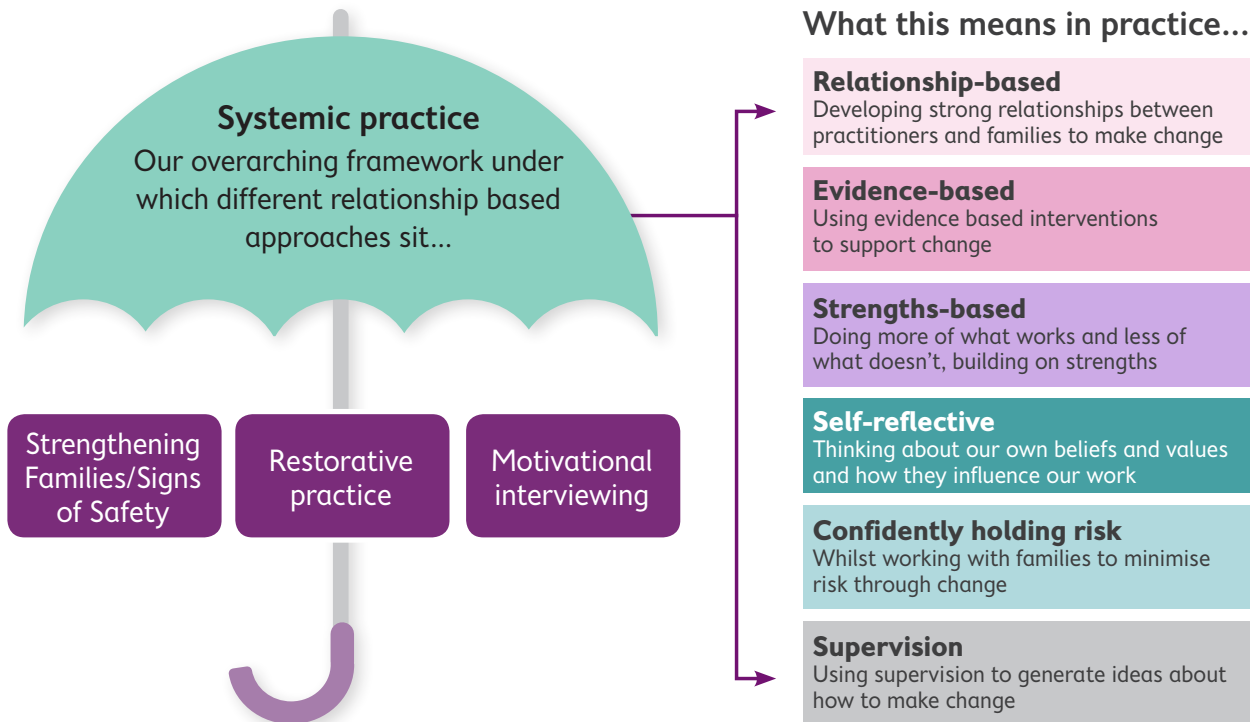 Systemic practice
Our overarching framework under
which different relationship based
approaches sit...
Strengthening
Families/Signs
of Safety
Restorative
practice
Motivational
interviewing
What this means in practice...
Relationship-based
Developing strong relationships between
practitioners and families to make change
Evidence-based
Using evidence based interventions
to support change
Strengths-based
Doing more of what works and less of
what doesn't, building on strengths
Self-reflective
Thinking about our own beliefs and values
and how they influence our work
Confidently holding risk
Whilst working with families to minimise
risk through change
Supervision
Using supervision to generate ideas about
how to make change